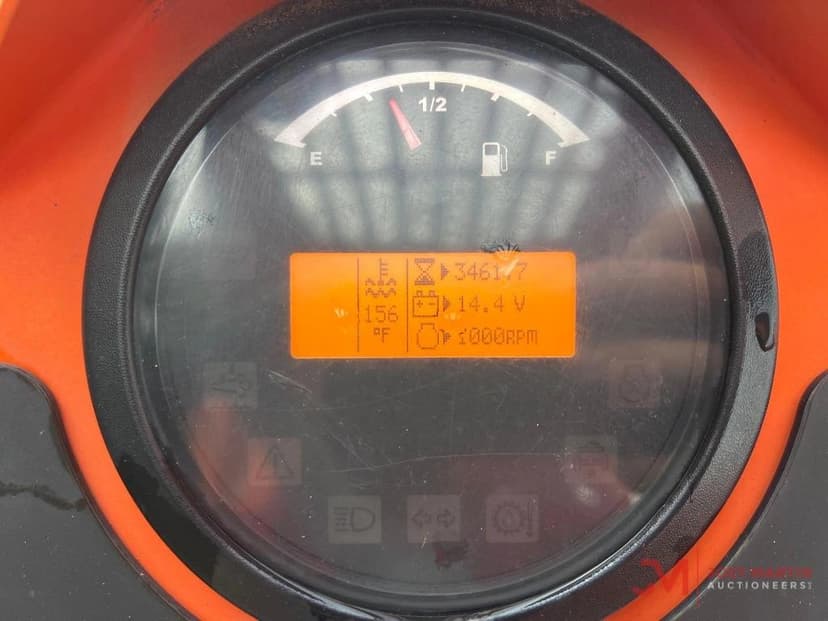 1/2
E F
3461.7
156 14.4 V
°F 1000RPM
AUCTIONEERS